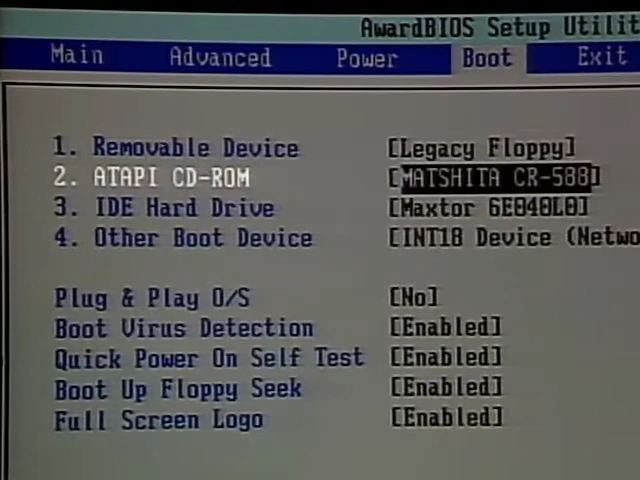 AwardBIOS Setup Utilit
Main Advanced Power Boot Exit
1. Removable Device [Legacy Floppy]
2. ATAPI CD-ROM [MATSHITA CR-588]
3. IDE Hard Drive [Maxtor 6E040L0]
4. Other Boot Device [INT18 Device (Netwo
Plug & Play O/S [No]
Boot Virus Detection [Enabled]
Quick Power On Self Test [Enabled]
Boot Up Floppy Seek [Enabled]
Full Screen Logo [Enabled]